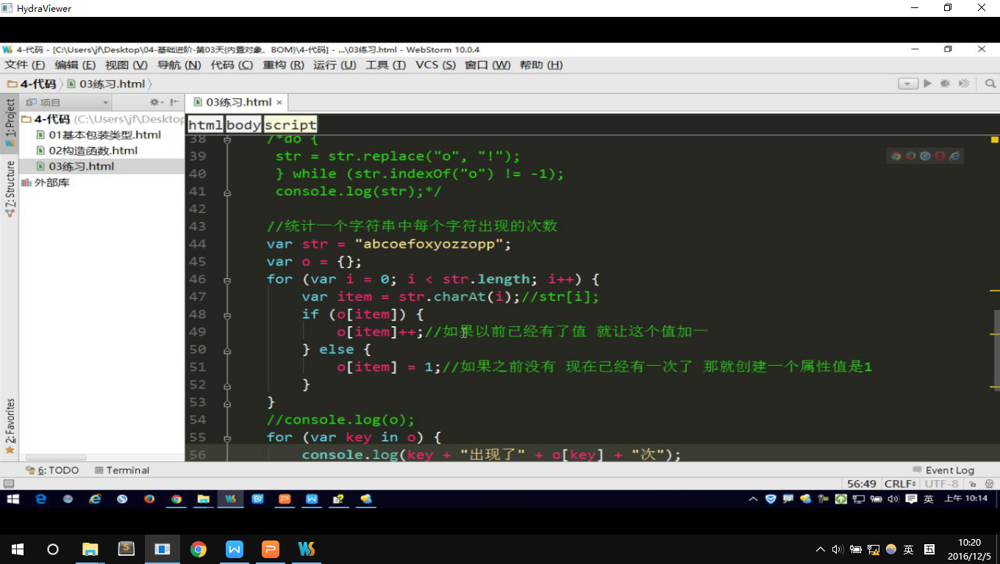 HydraViewer
4-代码 - [C:\Users\jf\Desktop\04-基础进阶-第03天{内置对象、BOM}\4-代码] - ...\03练习.html - WebStorm 10.0.4
文件 (F) 编辑 (E) 视图 (V) 导航 (N) 代码 (C) 重构 (R) 运行 (U) 工具 (T) VCS (S) 窗口 (W) 帮助 (H)
4-代码 03练习.html
1: Project
Z: Structure
2: Favorites
项目
4-代码 (C:\Users\jf\Desktop
01基本包装类型.html
02构造函数.html
03练习.html
外部库
03练习.html
html body script
38 /*do {
39 str = str.replace("o", "!");
40 } while (str.indexOf("o") != -1);
41 console.log(str);*/
42
43 //统计一个字符串中每个字符出现的次数
44 var str = "abcoefoxyozzopp";
45 var o = {};
46 for (var i = 0; i < str.length; i++) {
47 var item = str.charAt(i);//str[i];
48 if (o[item]) {
49 o[item]++;//如果以前已经有了值 就让这个值加一
50 } else {
51 o[item] = 1;//如果之前没有 现在已经有一次了 那就创建一个属性值是1
52 }
53 }
54 //console.log(o);
55 for (var key in o) {
56 console.log(key + "出现了" + o[key] + "次");
6: TODO Terminal Event Log
56:49 CRLF UTF-8
英 上午 10:14
英 五 10:20
2016/12/5